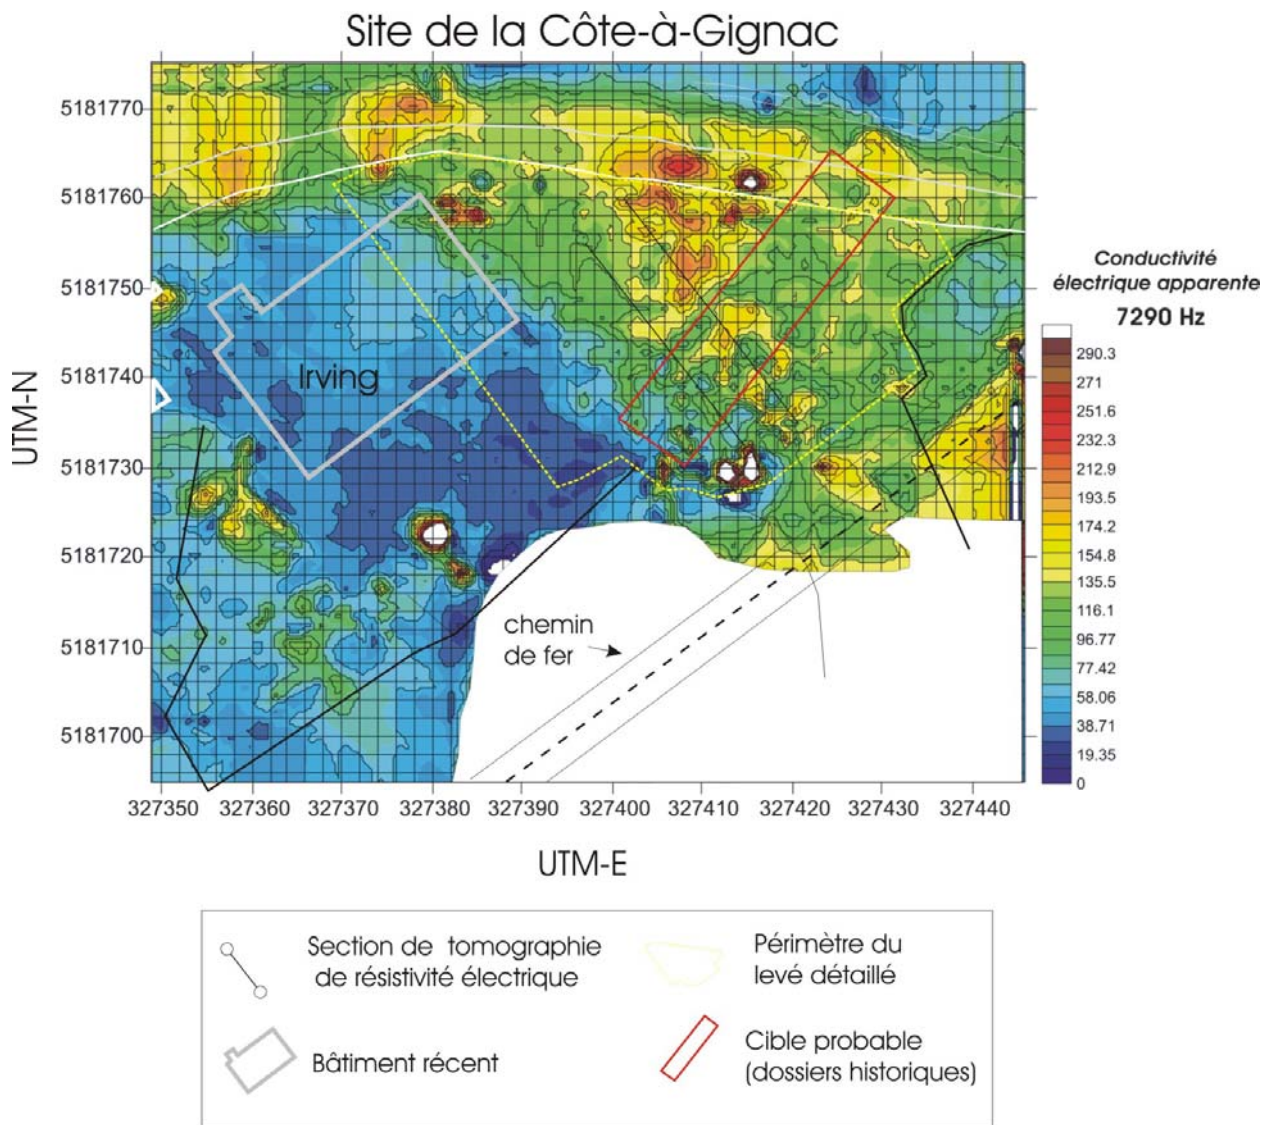 Site de la Côte-à-Gignac
5181770
5181760
5181750
5181740
5181730
5181720
5181710
5181700
UTM-N
Irving
chemin
de fer
327350 327360 327370 327380 327390 327400 327410 327420 327430 327440
UTM-E
Conductivité
électrique apparente
7290 Hz
290.3
271
251.6
232.3
212.9
193.5
174.2
154.8
135.5
116.1
96.77
77.42
58.06
38.71
19.35
0
Section de tomographie
de résistivité électrique
Périmètre du
levé détaillé
Bâtiment récent
Cible probable
(dossiers historiques)